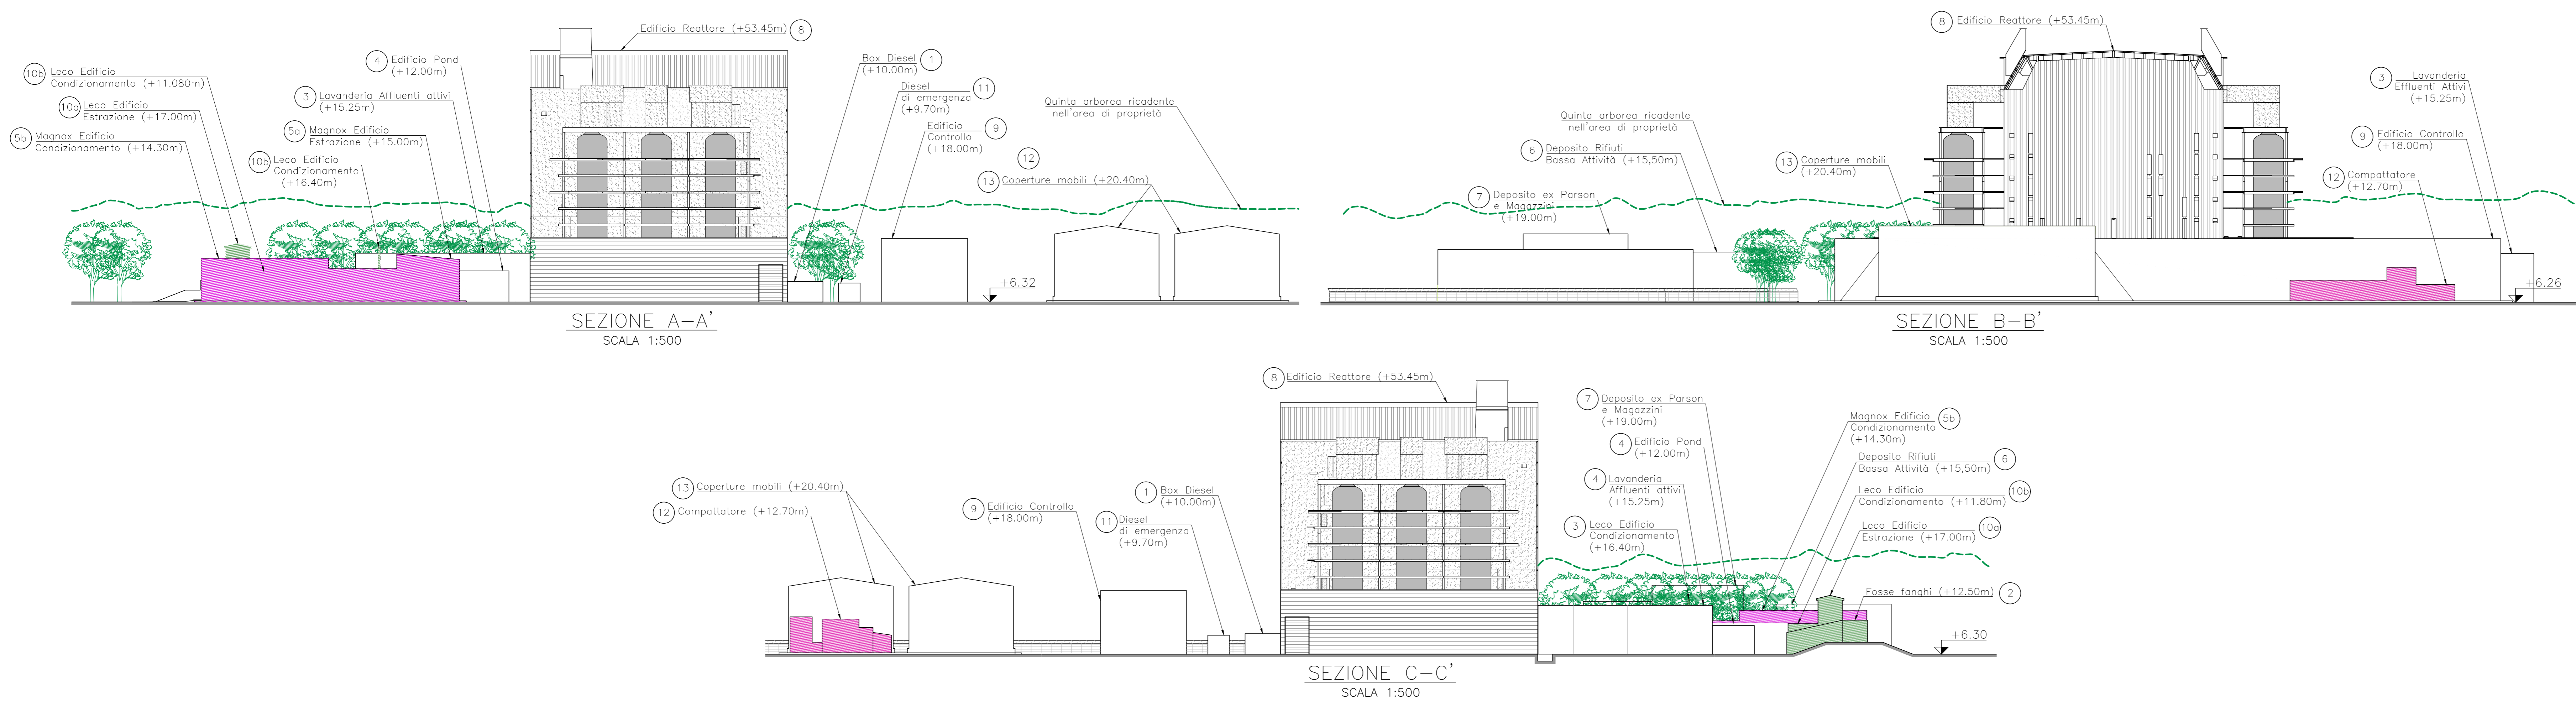 Edificio Reattore (+53.45m) 8
4 Edificio Pond
(+12.00m)
10b Leco Edificio
Condizionamento (+11.080m)
10a Leco Edificio
Estrazione (+17.00m)
5b Magnox Edificio
Condizionamento (+14.30m)
3 Lavanderia Affluenti attivi
(+15.25m)
5a Magnox Edificio
Estrazione (+15.00m)
10b Leco Edificio
Condizionamento
(+16.40m)
Box Diesel 1
(+10.00m)
Diesel 11
di emergenza
(+9.70m)
Edificio 9
Controllo
(+18.00m)
Quinta arborea ricadente
nell'area di proprietà
12
13 Coperture mobili (+20.40m)
+6.32
SEZIONE A-A'
SCALA 1:500
8 Edificio Reattore (+53.45m)
Quinta arborea ricadente
nell'area di proprietà
6 Deposito Rifiuti
Bassa Attività (+15,50m)
7 Deposito ex Parson
e Magazzini
(+19.00m)
13 Coperture mobili
(+20.40m)
3 Lavanderia
Effluenti Attivi
(+15.25m)
9 Edificio Controllo
(+18.00m)
12 Compattatore
(+12.70m)
+6.26
SEZIONE B-B'
SCALA 1:500
8 Edificio Reattore (+53.45m)
13 Coperture mobili (+20.40m)
12 Compattatore (+12.70m)
9 Edificio Controllo
(+18.00m)
1 Box Diesel
(+10.00m)
11 Diesel
di emergenza
(+9.70m)
7 Deposito ex Parson
e Magazzini
(+19.00m)
4 Edificio Pond
(+12.00m)
4 Lavanderia
Affluenti attivi
(+15.25m)
3 Leco Edificio
Condizionamento
(+16.40m)
Magnox Edificio 5b
Condizionamento
(+14.30m)
Deposito Rifiuti 6
Bassa Attività (+15,50m)
Leco Edificio 10b
Condizionamento (+11.80m)
Leco Edificio 10a
Estrazione (+17.00m)
Fosse fanghi (+12.50m) 2
+6.30
SEZIONE C-C'
SCALA 1:500